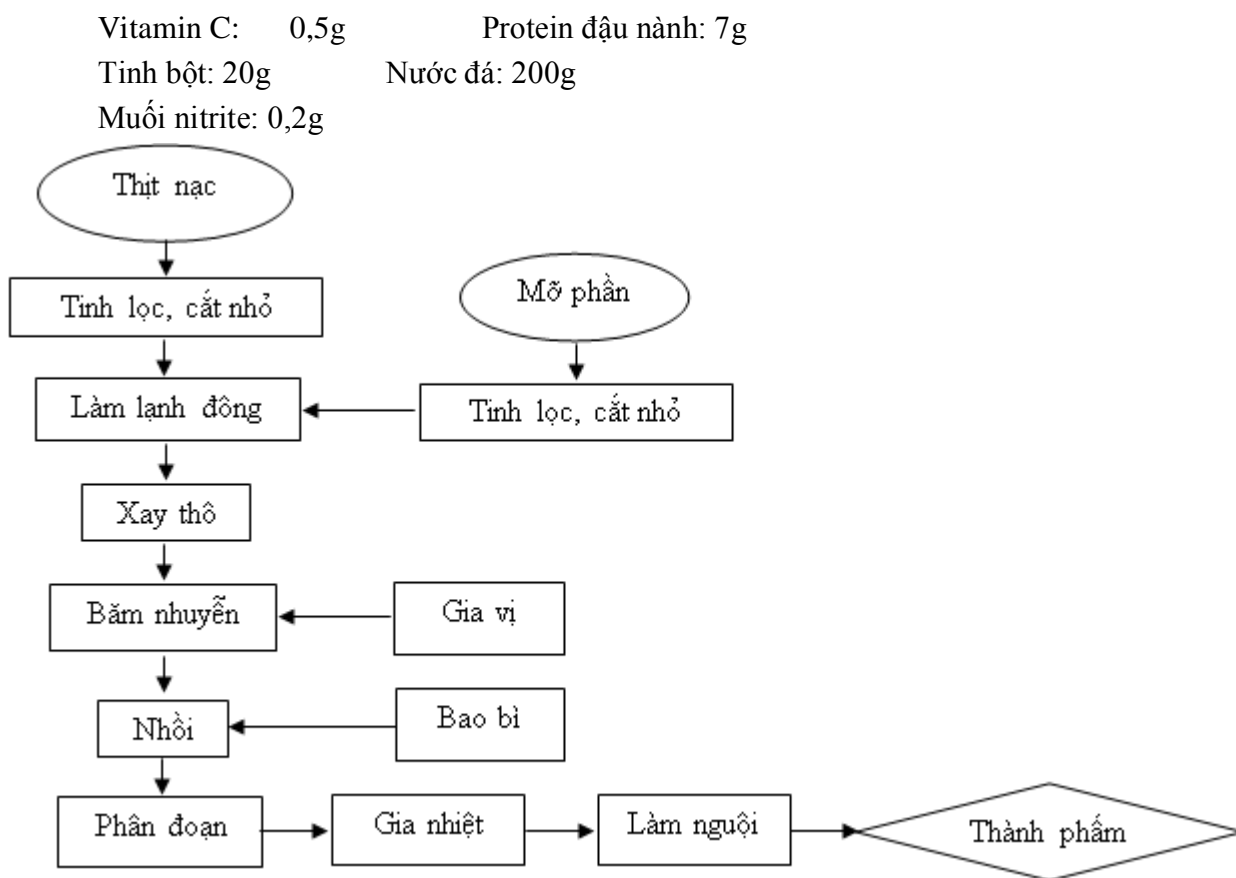 Vitamin C: 0,5g Protein đậu nành: 7g
Tinh bột: 20g Nước đá: 200g
Muối nitrite: 0,2g
Thịt nạc
Tinh lọc, cắt nhỏ
Mỡ phần
Làm lạnh đông
Tinh lọc, cắt nhỏ
Xay thô
Băm nhuyễn
Gia vị
Nhồi
Bao bì
Phân đoạn
Gia nhiệt
Làm nguội
Thành phẩm